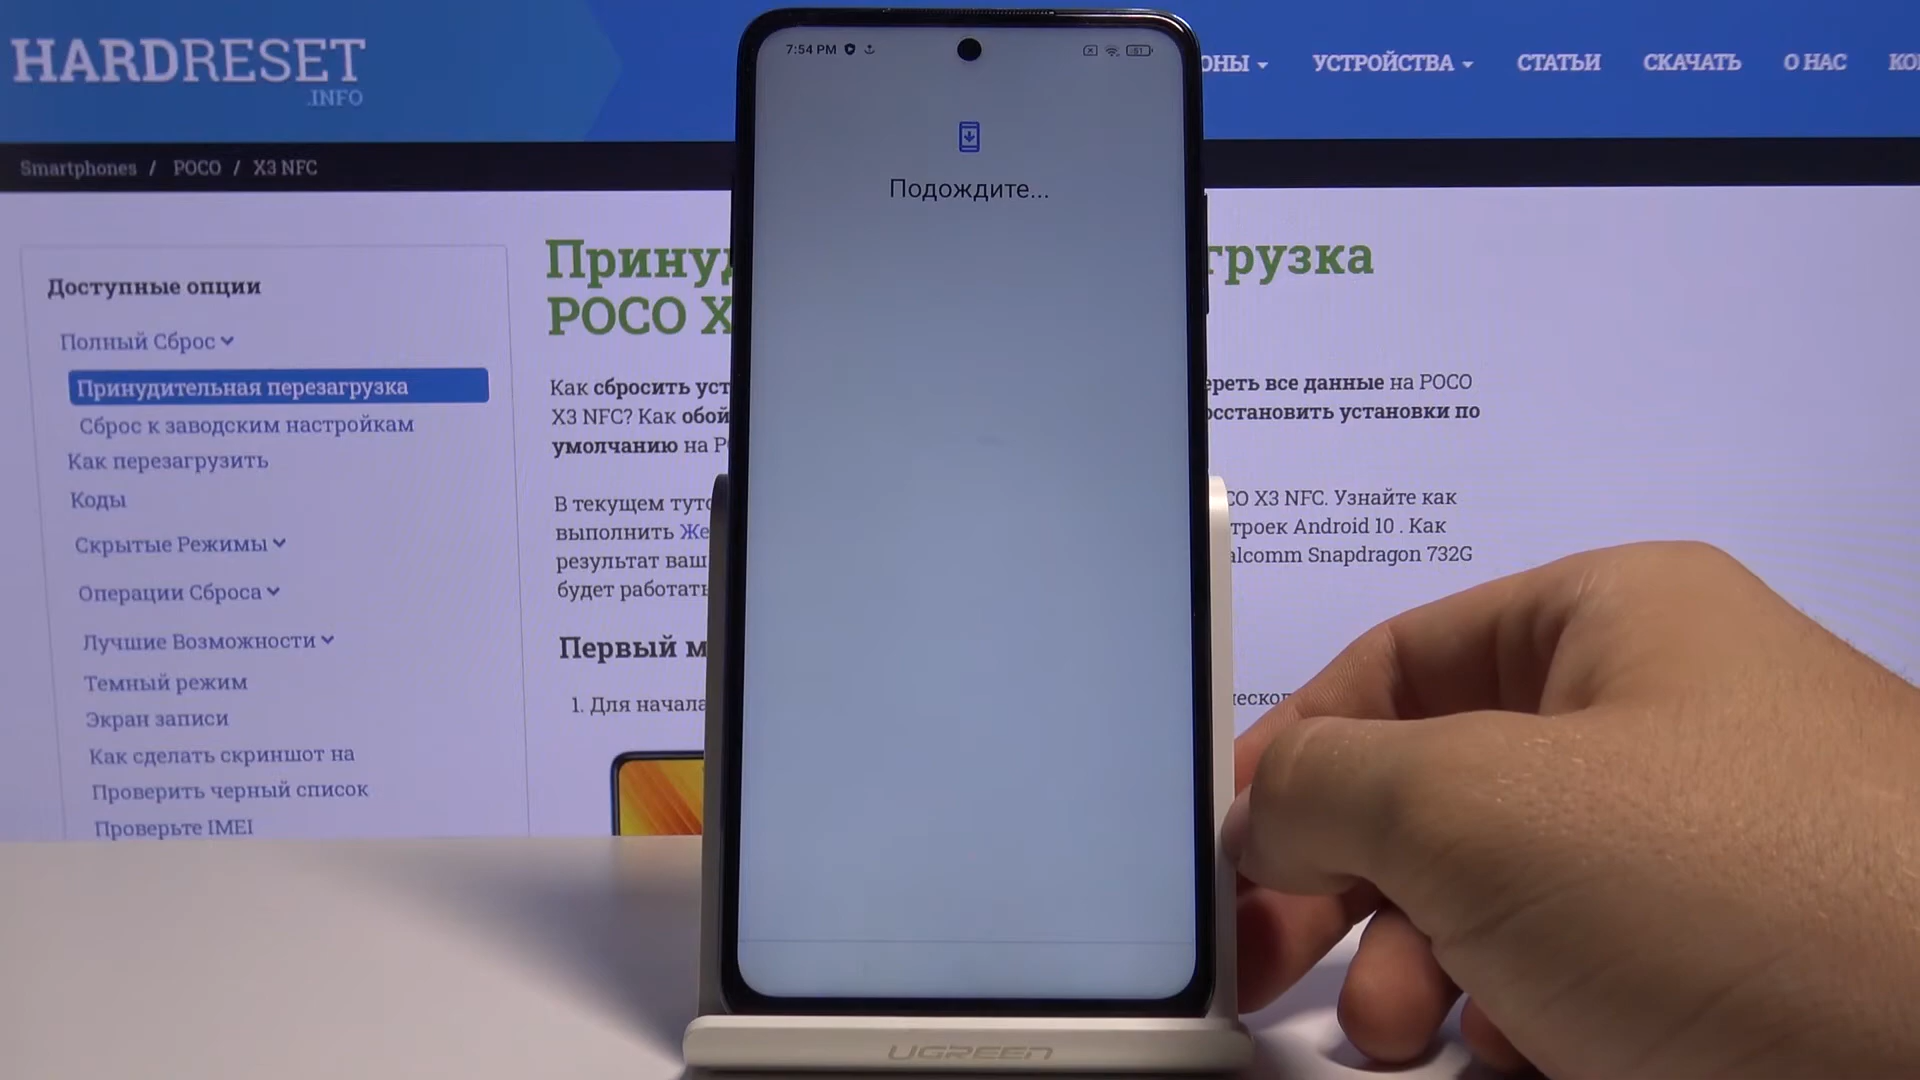 HARDRESET
.INFO
УСТРОЙСТВА
СТАТЬИ
СКАЧАТЬ
О НАС
Smartphones / POCO / X3 NFC
7:54 PM
51
Подождите...
Доступные опции
Полный Сброс
Принудительная перезагрузка
Сброс к заводским настройкам
Как перезагрузить
Коды
Скрытые Режимы
Операции Сброса
Лучшие Возможности
Темный режим
Экран записи
Как сделать скриншот на
Проверить черный список
Проверьте IMEI
POCO X
Как сбросить уст
ереть все данные на POCO
X3 NFC? Как обой
осстановить установки по
умолчанию на P
В текущем туто
CO X3 NFC. Узнайте как
выполнить Же
троек Android 10 . Как
результат ваш
alcomm Snapdragon 732G
будет работать
Первый м
1. Для начала
UGREEN